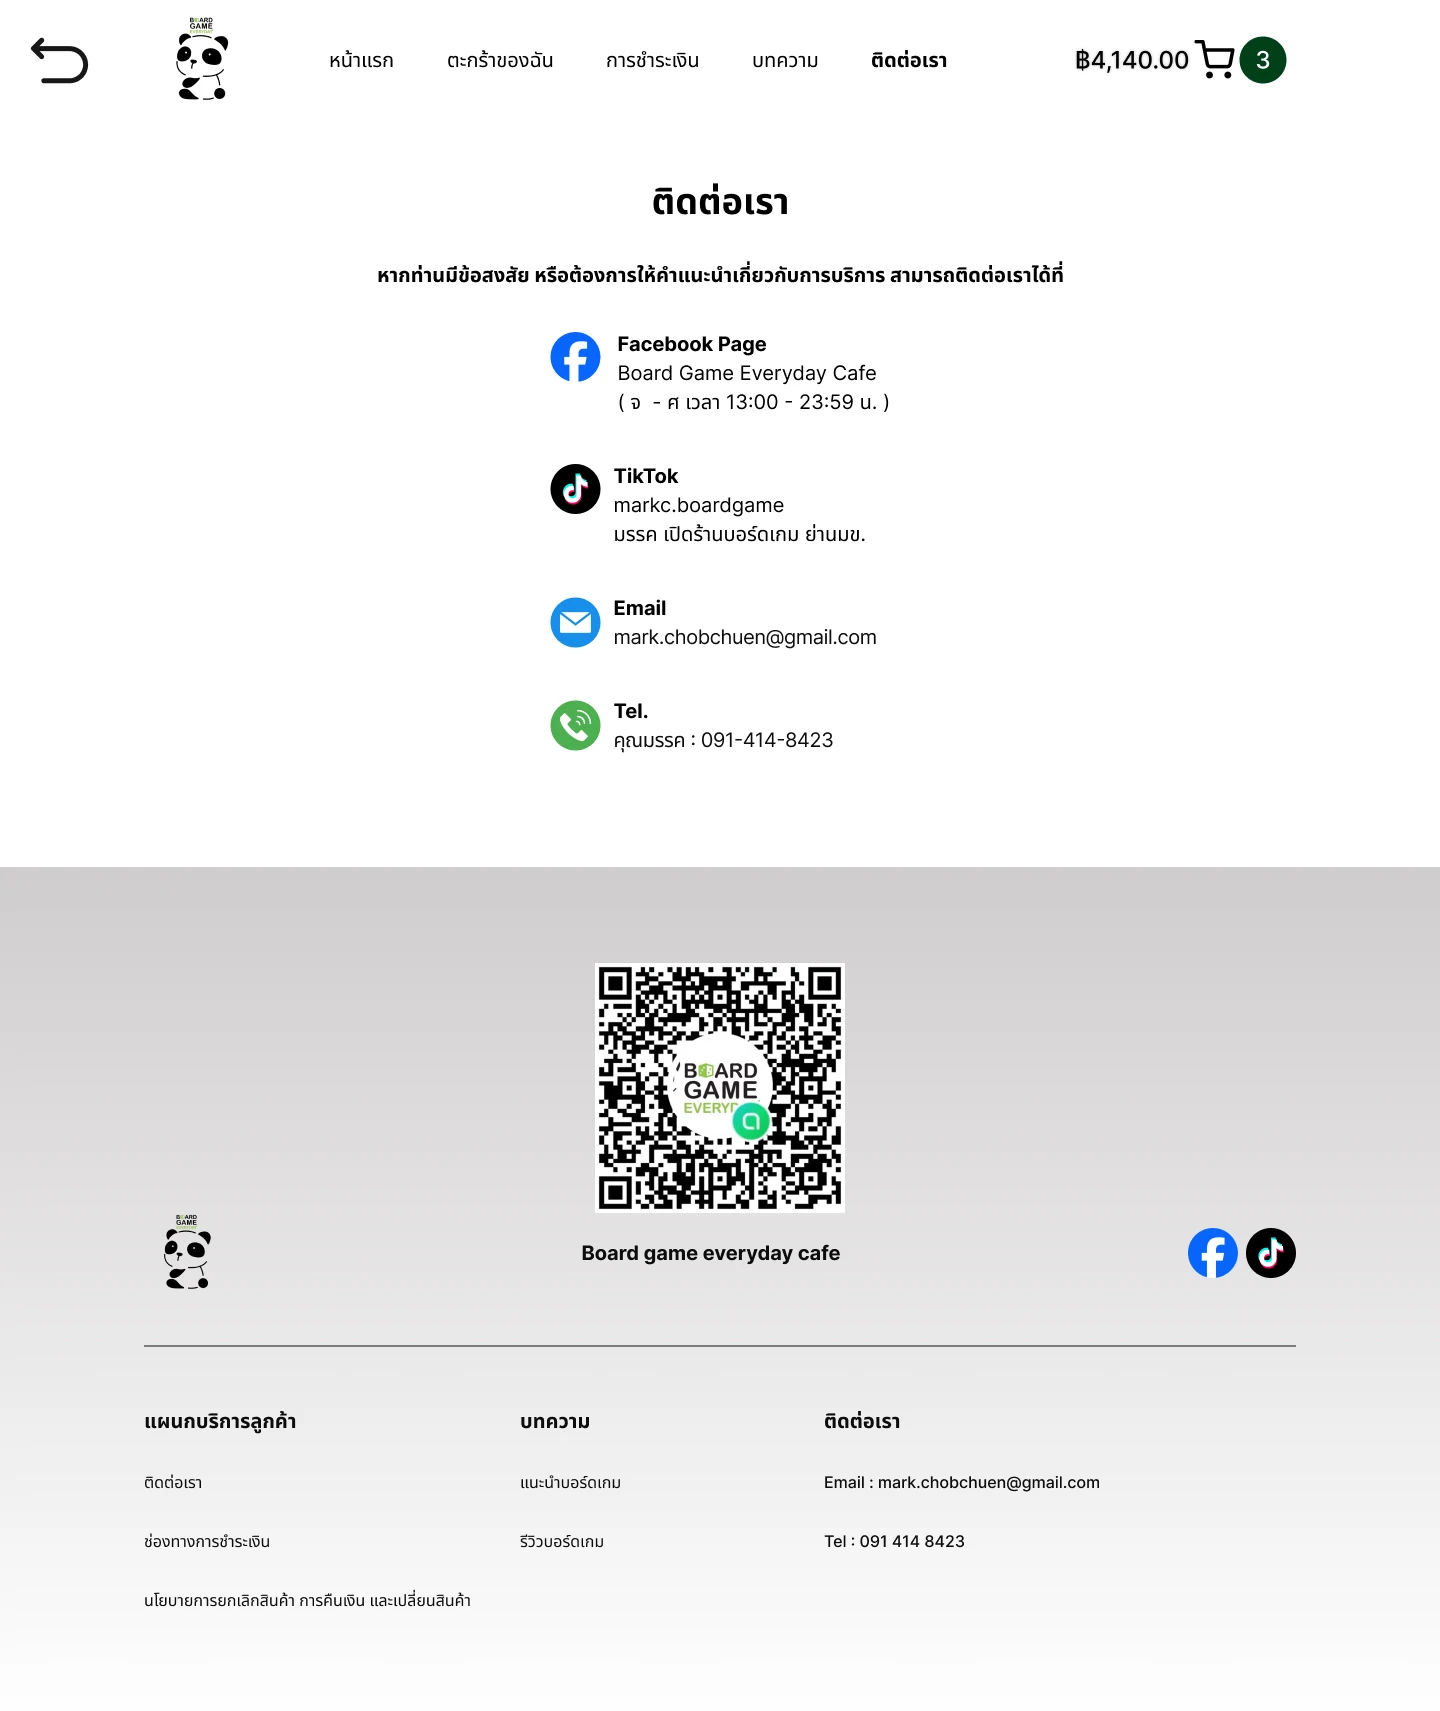 BOARD
GAME
EVERYDAY
หน้าแรก
ตะกร้าของฉัน
การชำระเงิน
บทความ
ติดต่อเรา
฿4,140.00
3
ติดต่อเรา
หากท่านมีข้อสงสัย หรือต้องการให้คำแนะนำเกี่ยวกับการบริการ สามารถติดต่อเราได้ที่
Facebook Page
Board Game Everyday Cafe
( จ - ศ เวลา 13:00 - 23:59 น. )
TikTok
markc.boardgame
มรรค เปิดร้านบอร์ดเกม ย่านมข.
Email
mark.chobchuen@gmail.com
Tel.
คุณมรรค : 091-414-8423
BOARD
GAME
BOARD
GAME
EVERYDAY
Board game everyday cafe
แผนกบริการลูกค้า
ติดต่อเรา
ช่องทางการชำระเงิน
นโยบายการยกเลิกสินค้า การคืนเงิน และเปลี่ยนสินค้า
บทความ
แนะนำบอร์ดเกม
รีวิวบอร์ดเกม
ติดต่อเรา
Email : mark.chobchuen@gmail.com
Tel : 091 414 8423